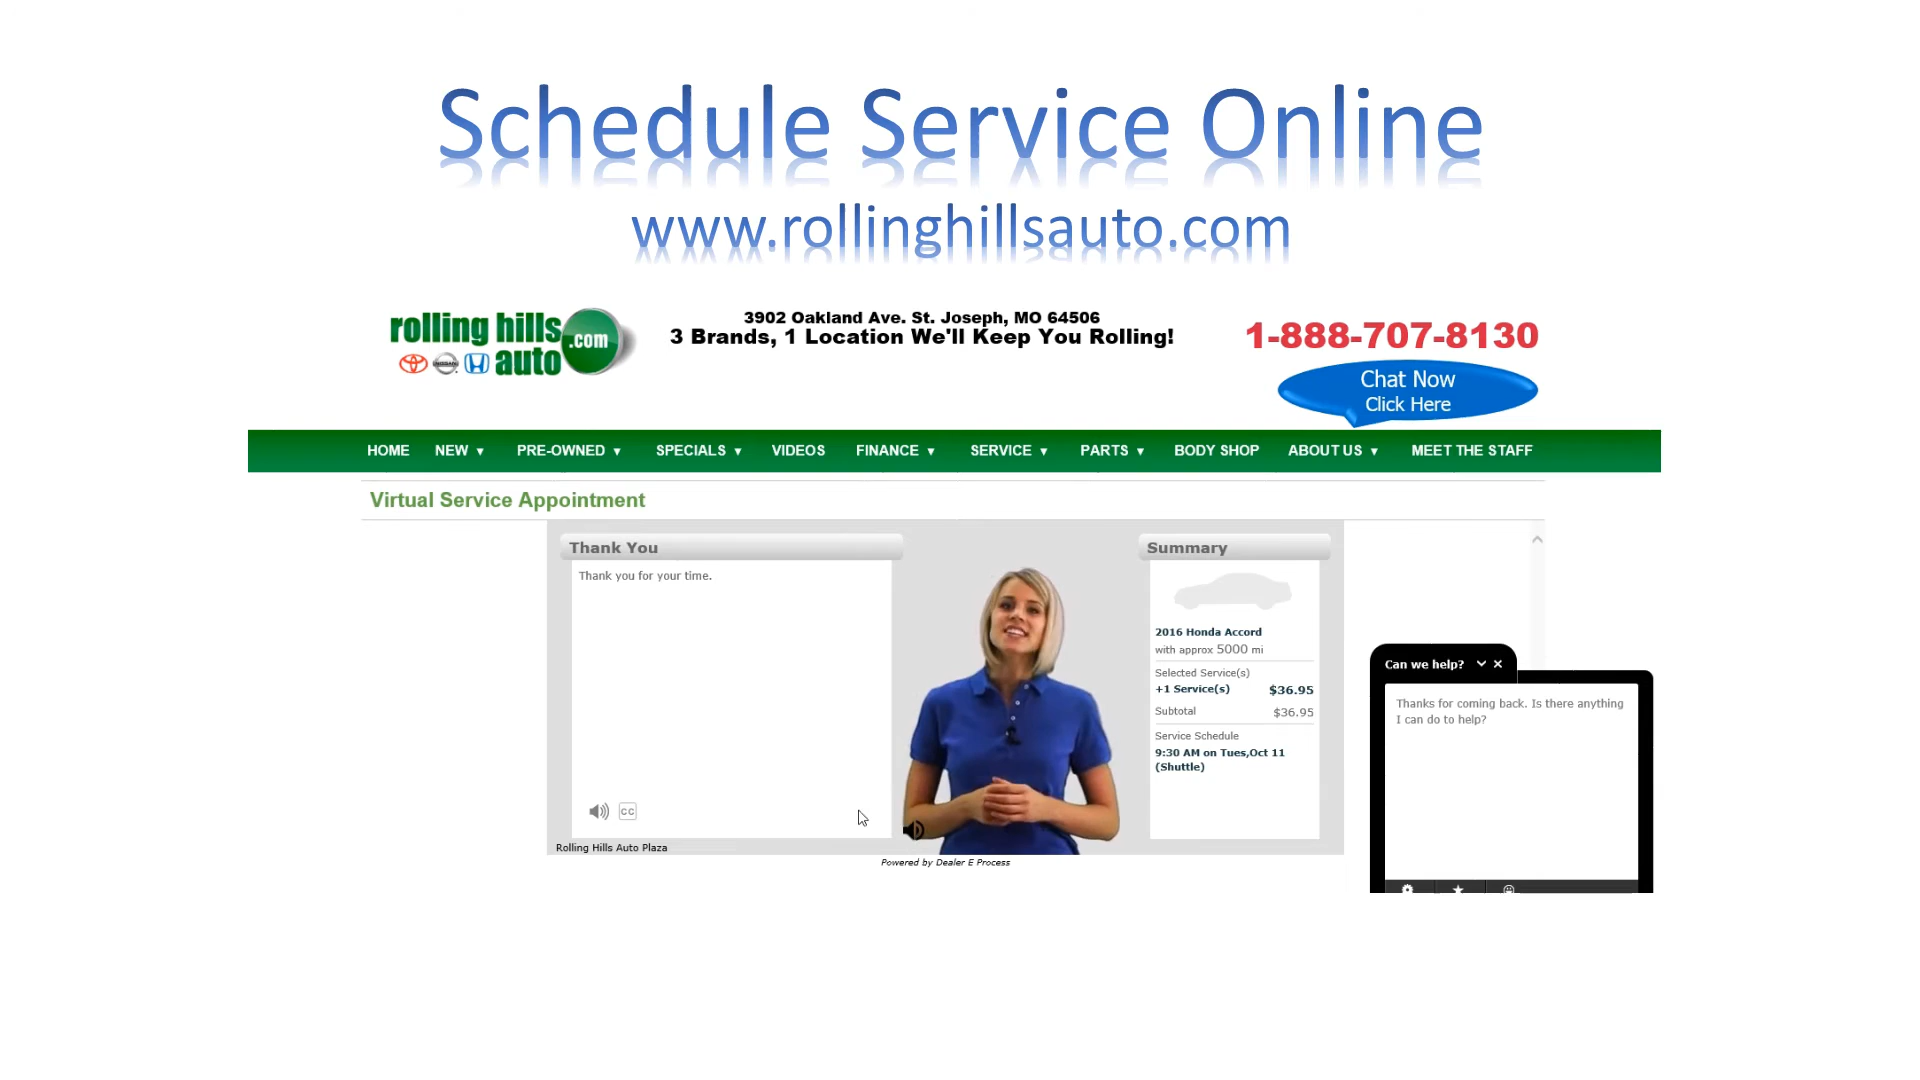 Schedule Service Online
www.rollinghillsauto.com
rolling hills
auto
.com
NISSAN
3902 Oakland Ave. St. Joseph, MO 64506
3 Brands, 1 Location We'll Keep You Rolling!
1-888-707-8130
Chat Now
Click Here
HOME NEW ▼ PRE-OWNED ▼ SPECIALS ▼ VIDEOS FINANCE ▼ SERVICE ▼ PARTS ▼ BODY SHOP ABOUT US ▼ MEET THE STAFF
Virtual Service Appointment
Thank You
Thank you for your time.
CC
Rolling Hills Auto Plaza
Powered by Dealer E Process
Summary
2016 Honda Accord
with approx 5000 mi
Selected Service(s)
+1 Service(s) $36.95
Subtotal $36.95
Service Schedule
9:30 AM on Tues,Oct 11
(Shuttle)
Can we help?
Thanks for coming back. Is there anything
I can do to help?